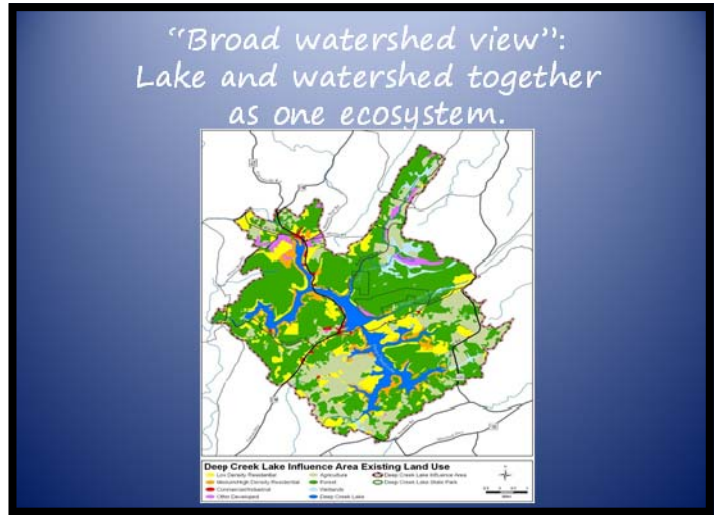 “Broad watershed view”:
Lake and watershed together
as one ecosystem.
Deep Creek Lake Influence Area Existing Land Use
Low Density Residential
Medium/High Density Residential
Commercial/Industrial
Other Developed
Agriculture
Forest
Wetlands
Deep Creek Lake
Deep Creek Lake Influence Area
Deep Creek Lake State Park